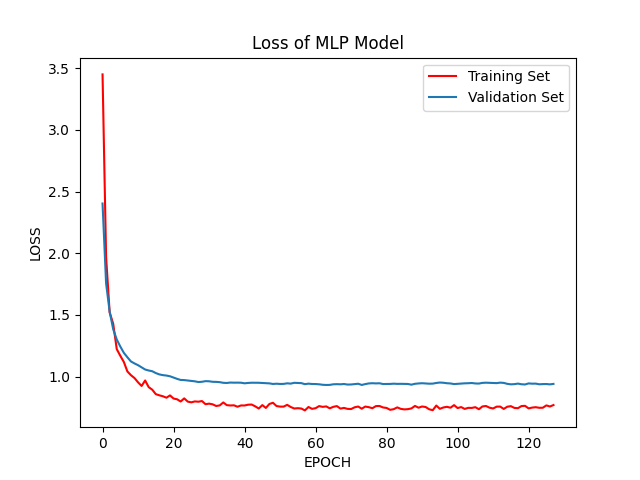 Loss of MLP Model
Training Set
Validation Set
3.5
3.0
2.5
2.0
1.5
1.0
LOSS
0 20 40 60 80 100 120
EPOCH